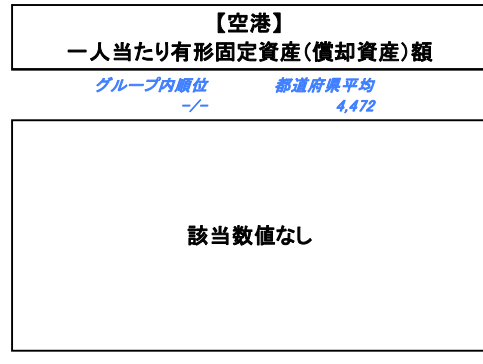 【空港】
一人当たり有形固定資産（償却資産）額
グループ内順位 都道府県平均
-/- 4,472
該当数値なし